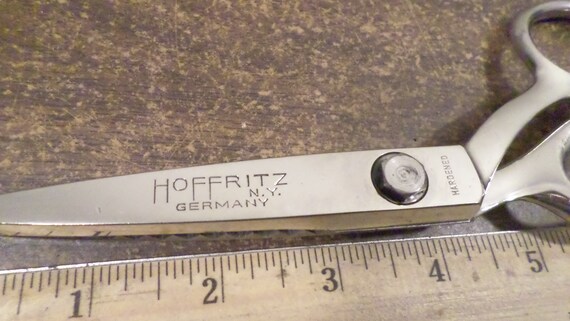 HOFFRITZ
N.Y.
GERMANY
HARDENED
1 2 3 4 5